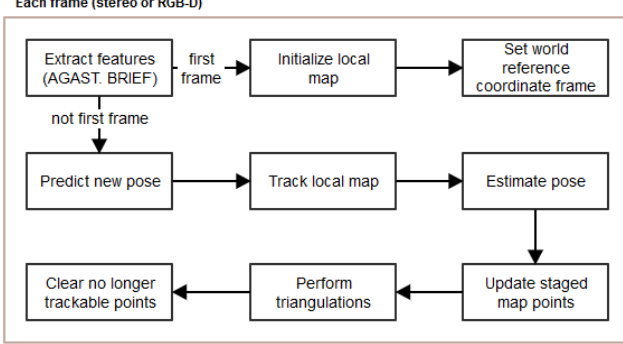 Each frame (stereo or RGB-D)
Extract features
(AGAST. BRIEF)
first
frame
Initialize local
map
Set world
reference
coordinate frame
not first frame
Predict new pose
Track local map
Estimate pose
Clear no longer
trackable points
Perform
triangulations
Update staged
map points